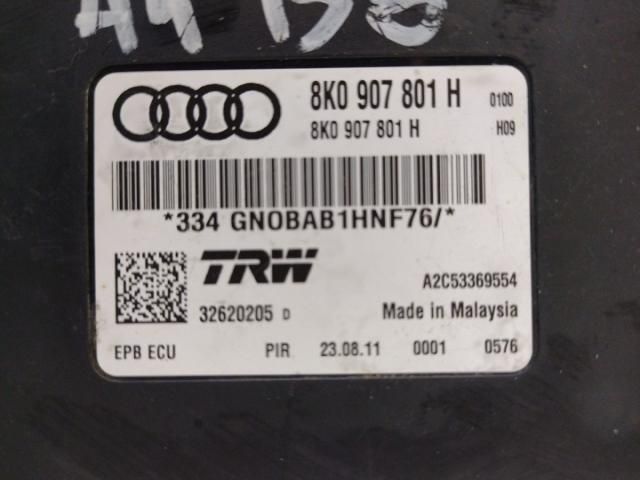 A4 138
8K0 907 801 H 0100
8K0 907 801 H H09
*334 GN0BAB1HNF76/*
TRW
A2C53369554
32620205 D Made in Malaysia
EPB ECU PIR 23.08.11 0001 0576